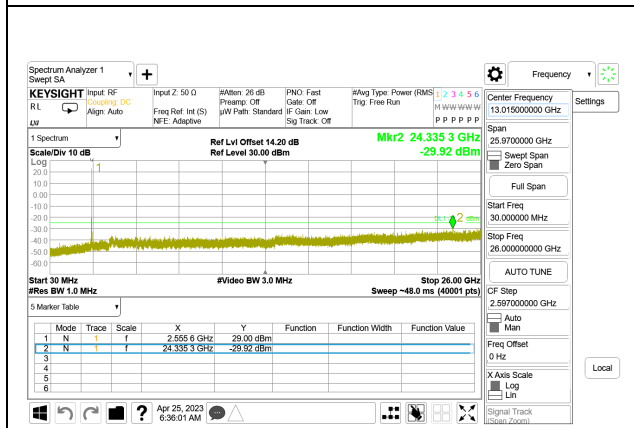 Spectrum Analyzer 1
Swept SA
Frequency
Settings
KEYSIGHT
RL
Input: RF
Coupling: DC
Align: Auto
Input Z: 50 Ω
Freq Ref: Int (S)
NFE: Adaptive
#Atten: 26 dB
Preamp: Off
µW Path: Standard
PNO: Fast
Gate: Off
IF Gain: Low
Sig Track: Off
#Avg Type: Power (RMS
Trig: Free Run
1 2 3 4 5 6
M W W W W W
P P P P P P
1 Spectrum
Scale/Div 10 dB
Ref Lvl Offset 14.20 dB
Ref Level 30.00 dBm
Mkr2 24.335 3 GHz
-29.92 dBm
Log
1
20.0
10.0
0.00
-10.0
-20.0
-30.0
-40.0
-50.0
-60.0
2
Start 30 MHz
#Video BW 3.0 MHz
Stop 26.00 GHz
#Res BW 1.0 MHz
Sweep ~48.0 ms (40001 pts)
5 Marker Table
Mode Trace Scale X Y Function Function Width Function Value
1 N 1 f 2.555 6 GHz 29.00 dBm
2 N 1 f 24.335 3 GHz -29.92 dBm
3
4
5
6
Center Frequency
13.015000000 GHz
Span
25.9700000 GHz
Swept Span
Zero Span
Full Span
Start Freq
30.000000 MHz
Stop Freq
26.000000000 GHz
AUTO TUNE
CF Step
2.597000000 GHz
Auto
Man
Freq Offset
0 Hz
X Axis Scale
Log
Lin
Signal Track
(Span Zoom)
Local
?
Apr 25, 2023
6:36:01 AM